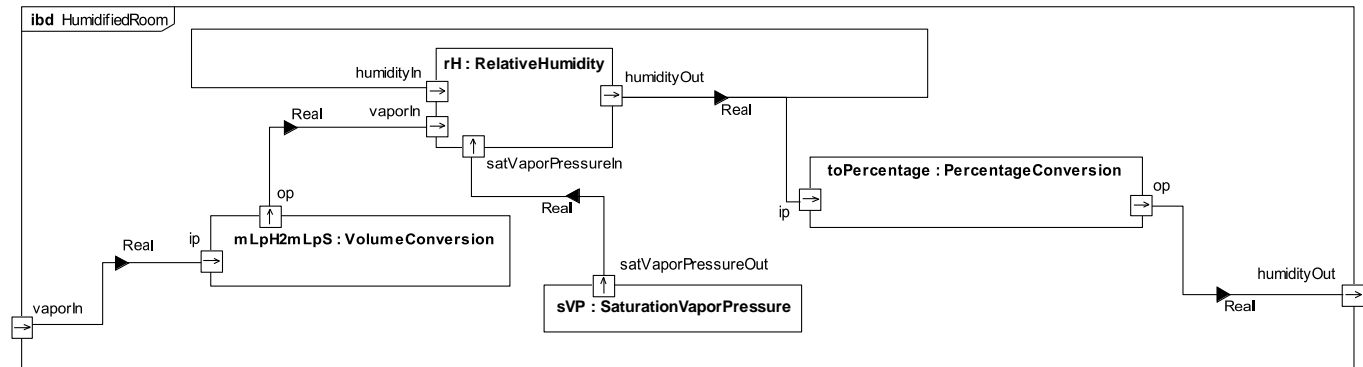 ibd HumidifiedRoom
rH : RelativeHumidity
humidityIn
humidityOut
vaporIn
Real
Real
satVaporPressureIn
toPercentage : PercentageConversion
op
op
Real
ip
ip
mLpH2mLpS : VolumeConversion
Real
satVaporPressureOut
humidityOut
vaporIn
sVP : SaturationVaporPressure
Real